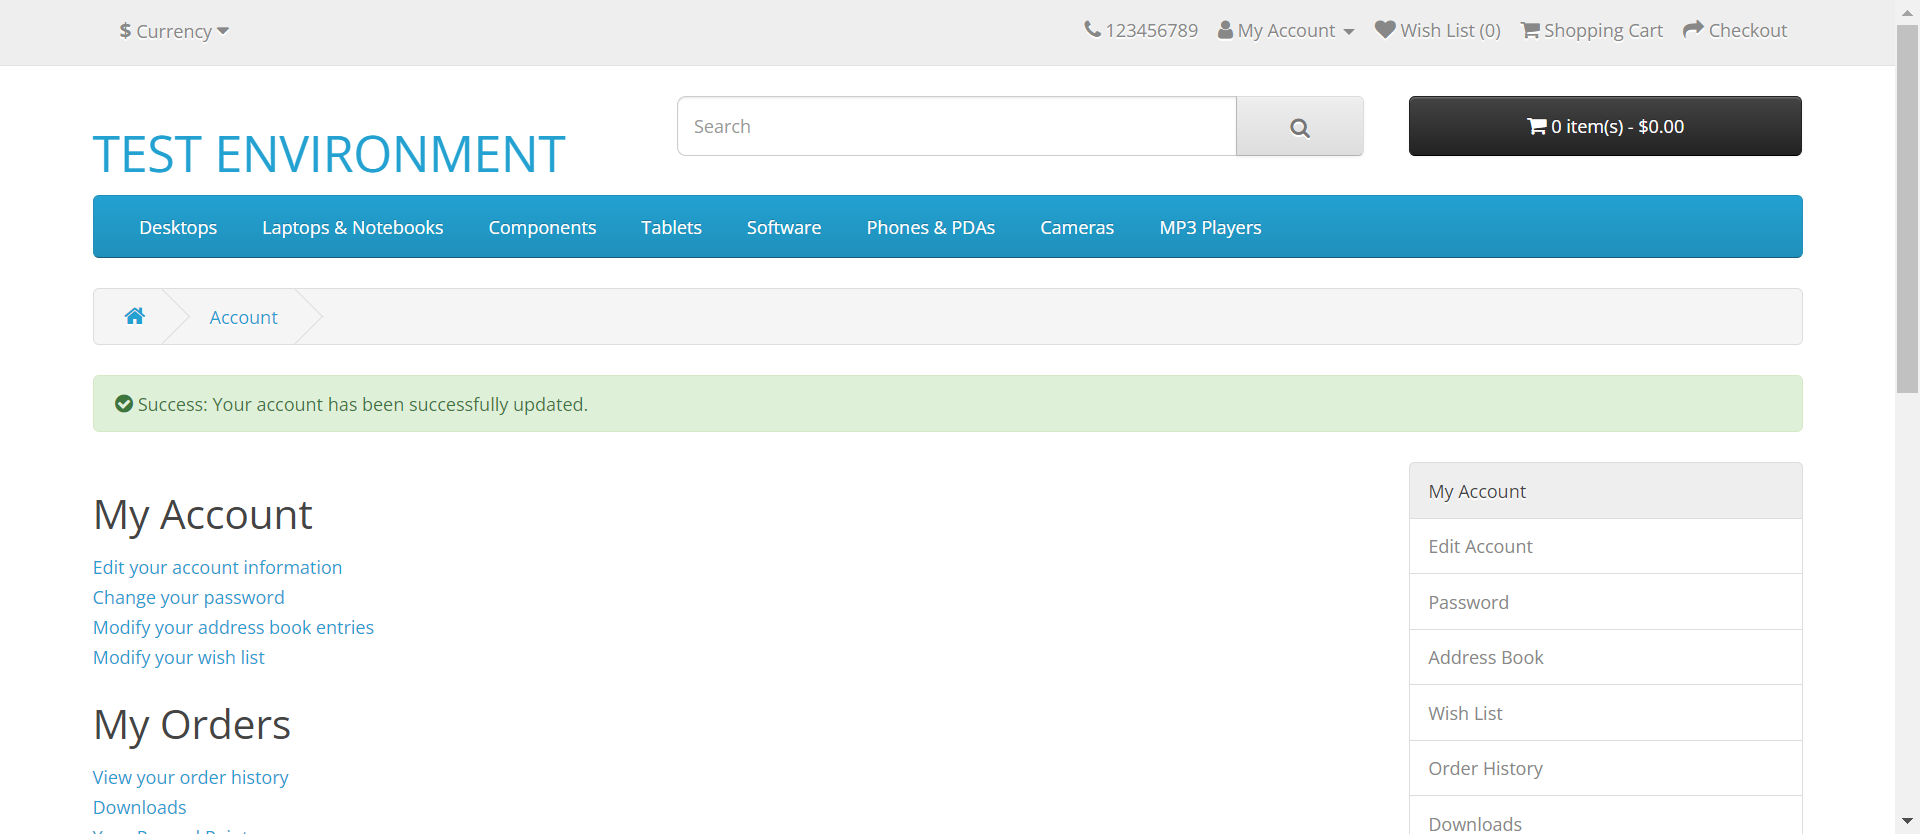 $ Currency
123456789 My Account Wish List (0) Shopping Cart Checkout
TEST ENVIRONMENT
Search
0 item(s) - $0.00
Desktops Laptops & Notebooks Components Tablets Software Phones & PDAs Cameras MP3 Players
Account
Success: Your account has been successfully updated.
My Account
Edit your account information
Change your password
Modify your address book entries
Modify your wish list
My Orders
View your order history
Downloads
My Account
Edit Account
Password
Address Book
Wish List
Order History
Downloads